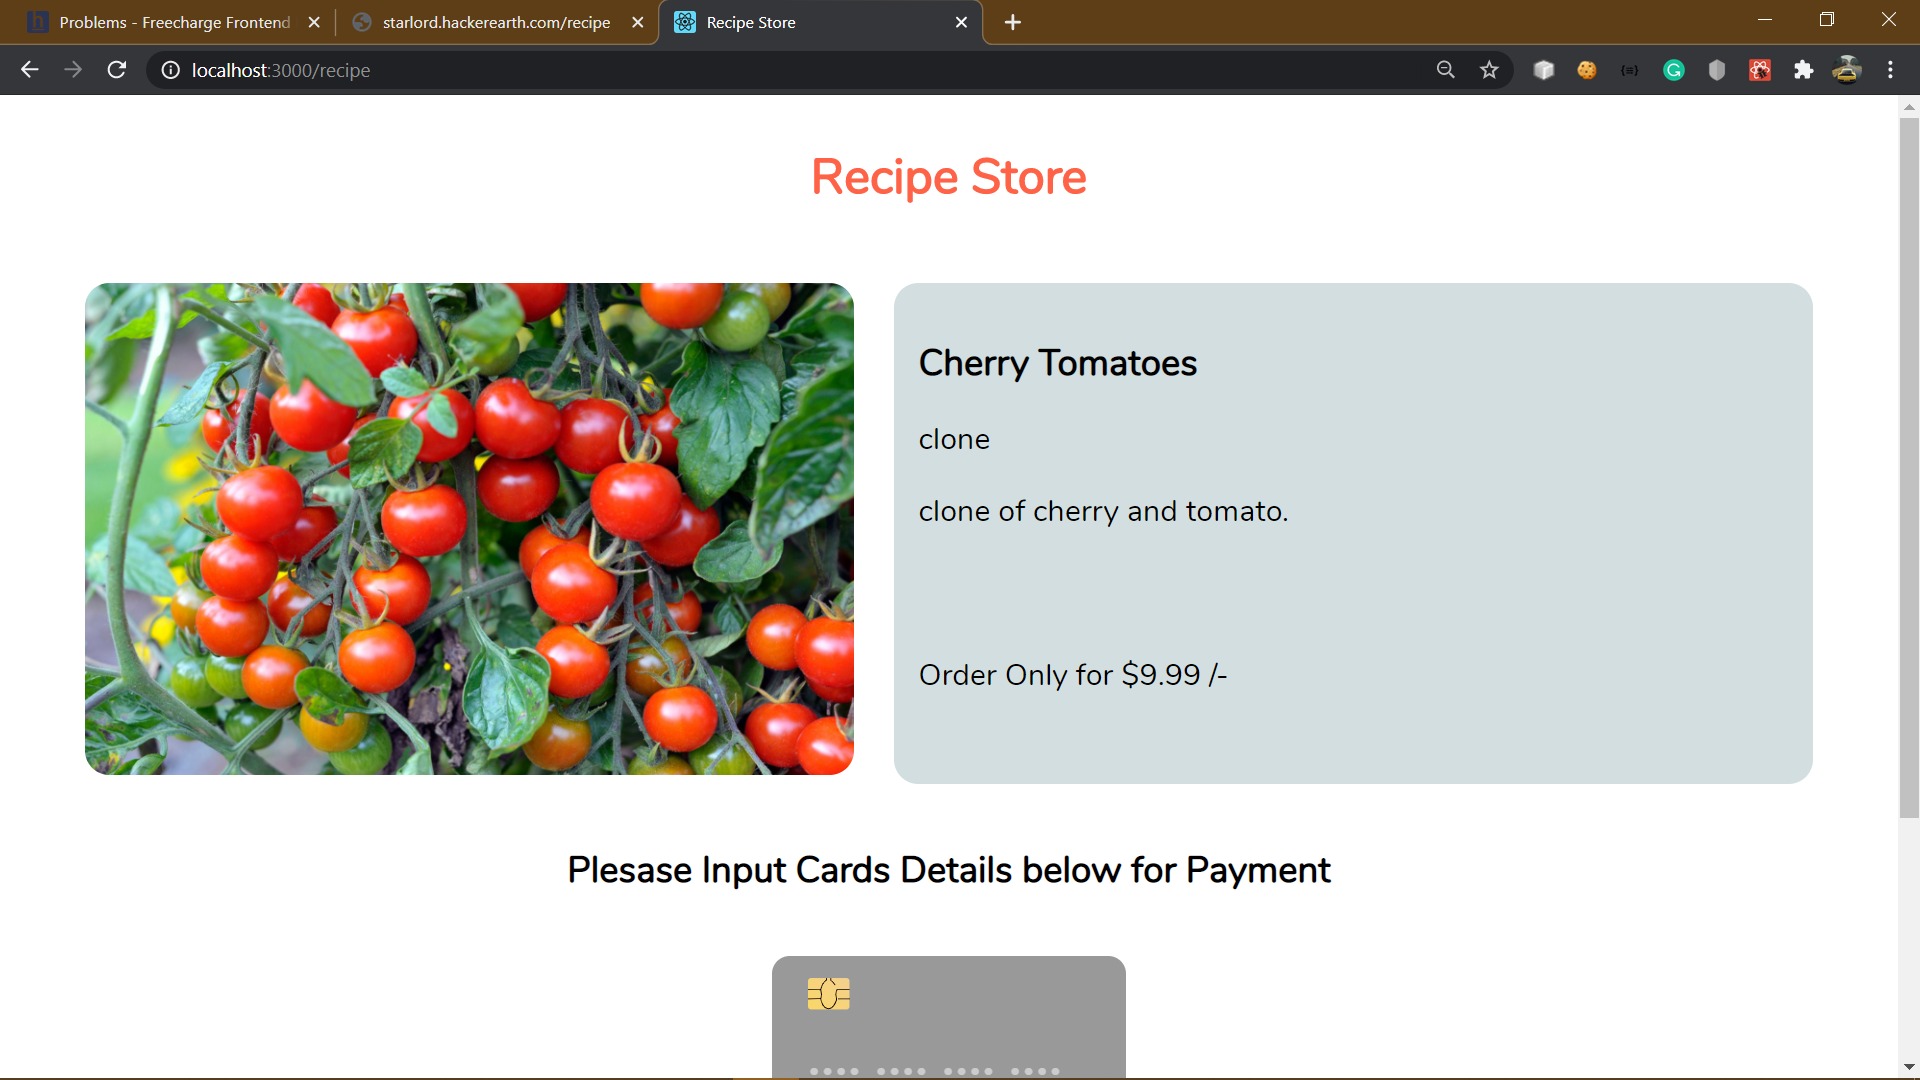 Problems - Freecharge Frontend
starlord.hackerearth.com/recipe
Recipe Store
localhost:3000/recipe
Recipe Store
Cherry Tomatoes
clone
clone of cherry and tomato.
Order Only for $9.99 /-
Plesase Input Cards Details below for Payment
•••• •••• •••• ••••